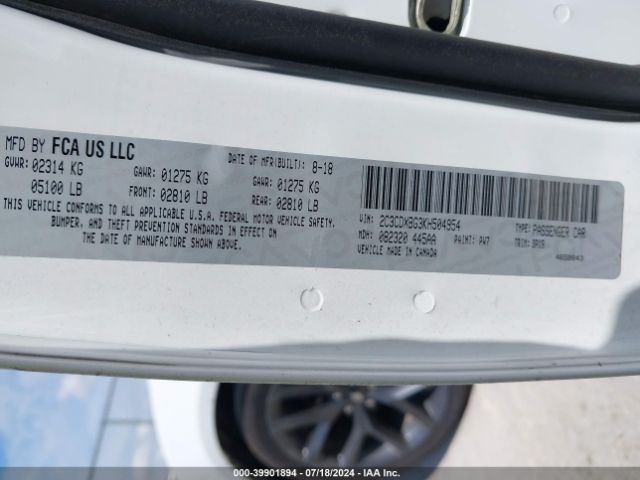 MFD BY FCA US LLC
DATE OF MFR(BUILT): 8-18
GVWR: 02314 KG
GAWR: 01275 KG
GAWR: 01275 KG
05100 LB
FRONT: 02810 LB
REAR: 02810 LB
THIS VEHICLE CONFORMS TO ALL APPLICABLE U.S.A. FEDERAL MOTOR VEHICLE SAFETY,
BUMPER, AND THEFT PREVENTION STANDARDS IN EFFECT ON
THE DATE OF MANUFACTURE SHOWN ABOVE.
VIN: 2C3CDXBG3KH504954
TYPE: PASSENGER CAR
MDH: 082320 445AA
PAINT: PW7
TRIM:
VEHICLE MADE IN CANADA
000-39901894 - 07/18/2024 - IAA Inc.